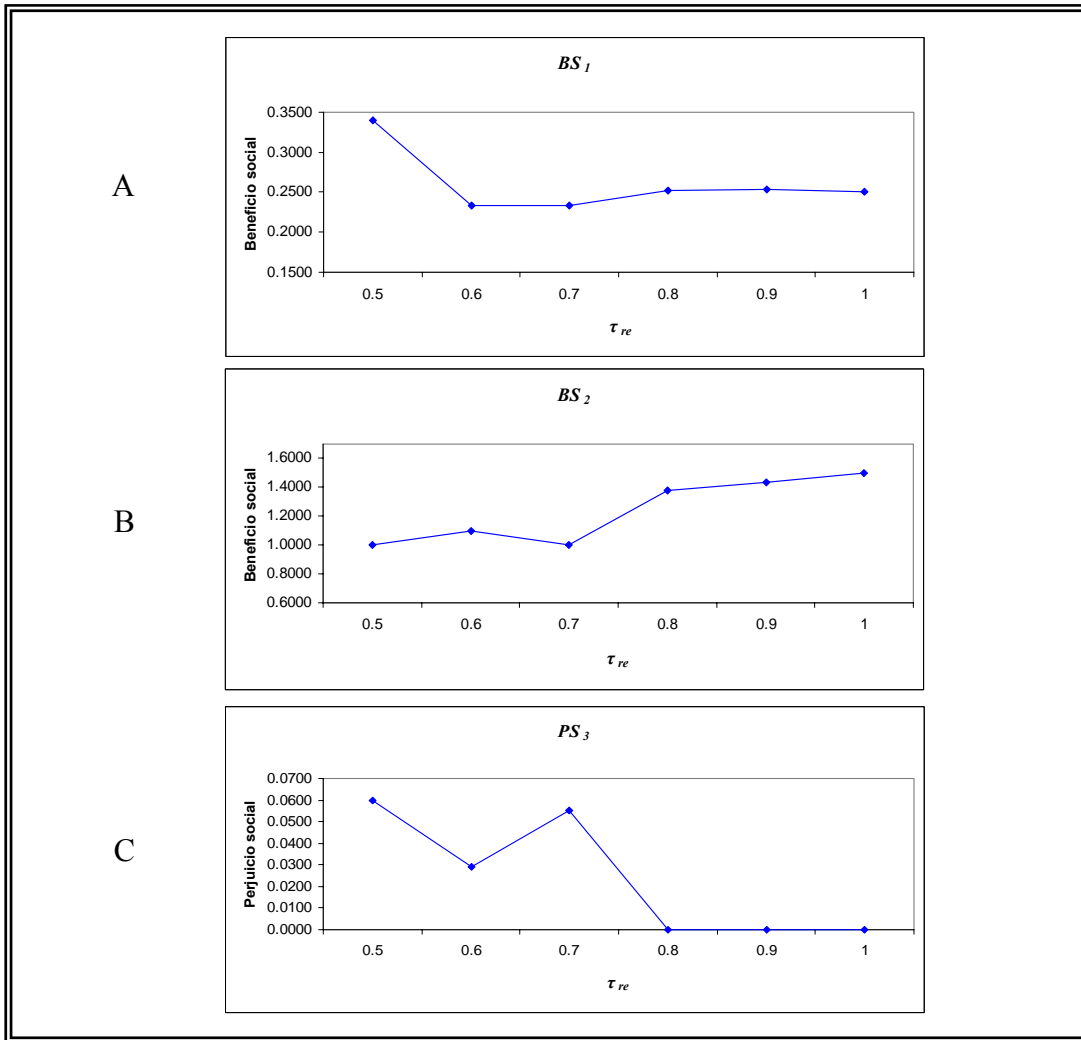 A
BS 1
Beneficio social
0.3500
0.3000
0.2500
0.2000
0.1500
0.5 0.6 0.7 0.8 0.9 1
τ re
B
BS 2
Beneficio social
1.6000
1.4000
1.2000
1.0000
0.8000
0.6000
0.5 0.6 0.7 0.8 0.9 1
τ re
C
PS 3
Perjuicio social
0.0700
0.0600
0.0500
0.0400
0.0300
0.0200
0.0100
0.0000
0.5 0.6 0.7 0.8 0.9 1
τ re